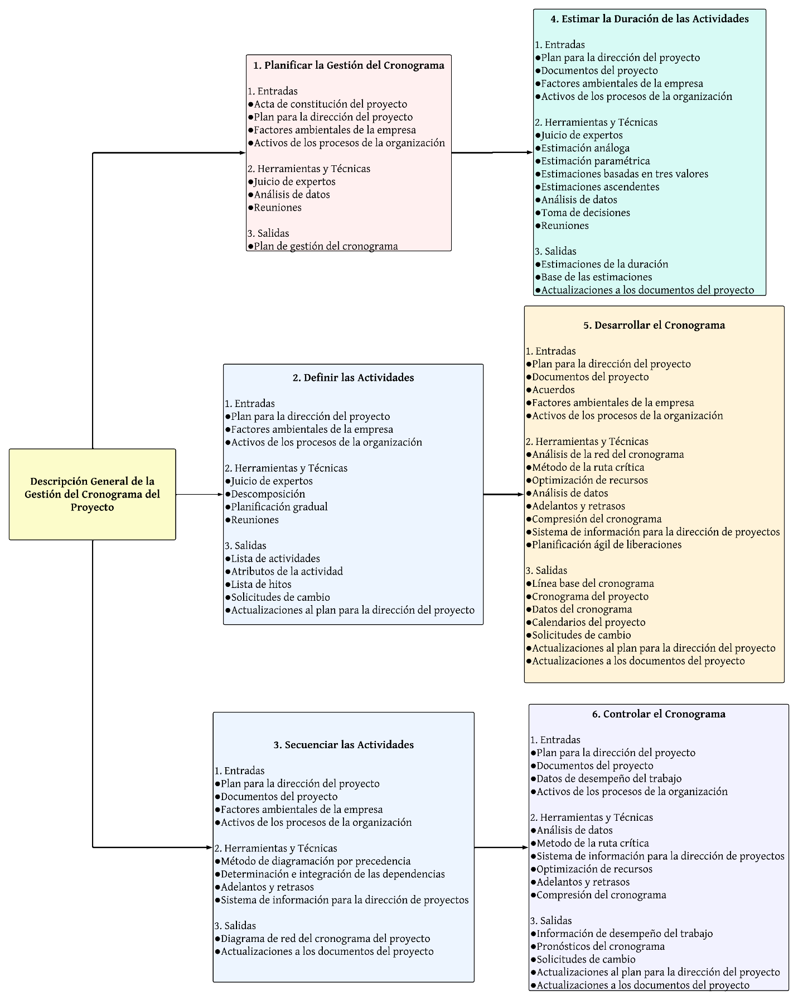 Descripción General de la
Gestión del Cronograma del
Proyecto
1. Planificar la Gestión del Cronograma
1. Entradas
●Acta de constitución del proyecto
●Plan para la dirección del proyecto
●Factores ambientales de la empresa
●Activos de los procesos de la organización
2. Herramientas y Técnicas
●Juicio de expertos
●Análisis de datos
●Reuniones
3. Salidas
●Plan de gestión del cronograma
2. Definir las Actividades
1. Entradas
●Plan para la dirección del proyecto
●Factores ambientales de la empresa
●Activos de los procesos de la organización
2. Herramientas y Técnicas
●Juicio de expertos
●Descomposición
●Planificación gradual
●Reuniones
3. Salidas
●Lista de actividades
●Atributos de la actividad
●Lista de hitos
●Solicitudes de cambio
●Actualizaciones al plan para la dirección del proyecto
3. Secuenciar las Actividades
1. Entradas
●Plan para la dirección del proyecto
●Documentos del proyecto
●Factores ambientales de la empresa
●Activos de los procesos de la organización
2. Herramientas y Técnicas
●Método de diagramación por precedencia
●Determinación e integración de las dependencias
●Adelantos y retrasos
●Sistema de información para la dirección de proyectos
3. Salidas
●Diagrama de red del cronograma del proyecto
●Actualizaciones a los documentos del proyecto
4. Estimar la Duración de las Actividades
1. Entradas
●Plan para la dirección del proyecto
●Documentos del proyecto
●Factores ambientales de la empresa
●Activos de los procesos de la organización
2. Herramientas y Técnicas
●Juicio de expertos
●Estimación análoga
●Estimación paramétrica
●Estimaciones basadas en tres valores
●Estimaciones ascendentes
●Análisis de datos
●Toma de decisiones
●Reuniones
3. Salidas
●Estimaciones de la duración
●Base de las estimaciones
●Actualizaciones a los documentos del proyecto
5. Desarrollar el Cronograma
1. Entradas
●Plan para la dirección del proyecto
●Documentos del proyecto
●Acuerdos
●Factores ambientales de la empresa
●Activos de los procesos de la organización
2. Herramientas y Técnicas
●Análisis de la red del cronograma
●Método de la ruta crítica
●Optimización de recursos
●Análisis de datos
●Adelantos y retrasos
●Compresión del cronograma
●Sistema de información para la dirección de proyectos
●Planificación ágil de liberaciones
3. Salidas
●Línea base del cronograma
●Cronograma del proyecto
●Datos del cronograma
●Calendarios del proyecto
●Solicitudes de cambio
●Actualizaciones al plan para la dirección del proyecto
●Actualizaciones a los documentos del proyecto
6. Controlar el Cronograma
1. Entradas
●Plan para la dirección del proyecto
●Documentos del proyecto
●Datos de desempeño del trabajo
●Activos de los procesos de la organización
2. Herramientas y Técnicas
●Análisis de datos
●Metodo de la ruta crítica
●Sistema de información para la dirección de proyectos
●Optimización de recursos
●Adelantos y retrasos
●Compresión del cronograma
3. Salidas
●Información de desempeño del trabajo
●Pronósticos del cronograma
●Solicitudes de cambio
●Actualizaciones al plan para la dirección del proyecto
●Actualizaciones a los documentos del proyecto